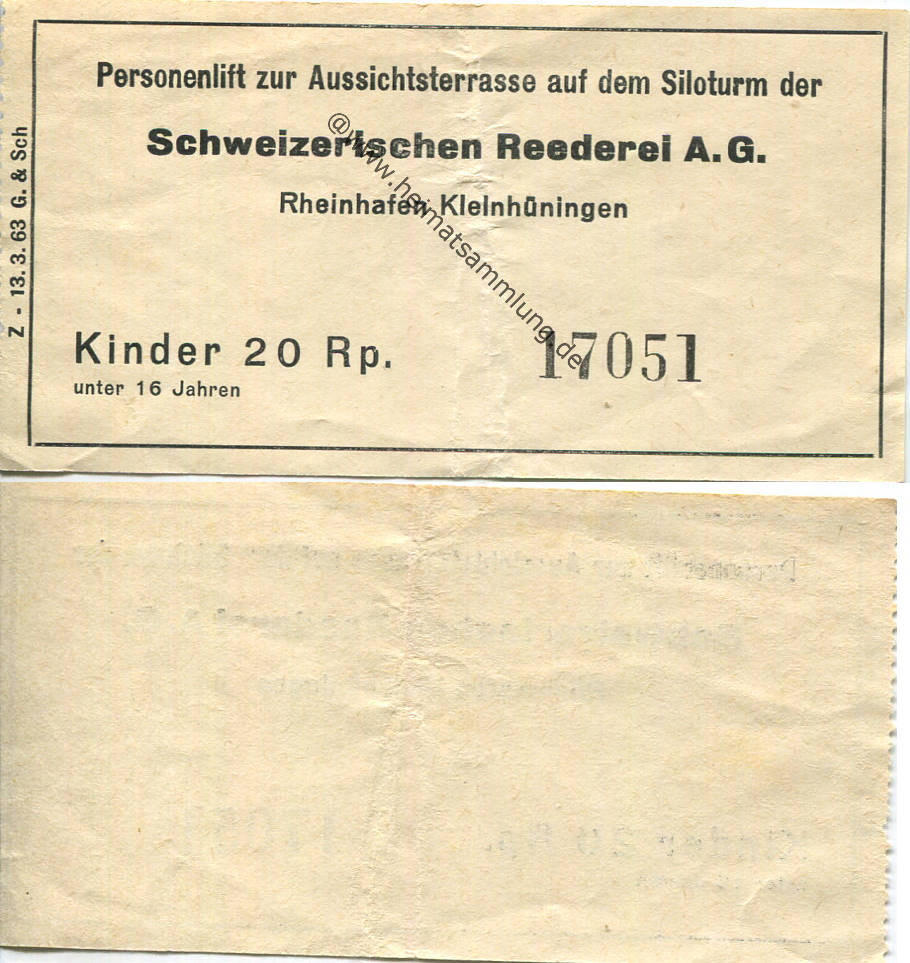 Personenlift zur Aussichtsterrasse auf dem Siloturm der
Schweizerischen Reederei A.G.
Rheinhafen Kleinhüningen
Kinder 20 Rp.
unter 16 Jahren
17051
Z - 13. 3. 63 G. & Sch
@www.heimatsammlung.de